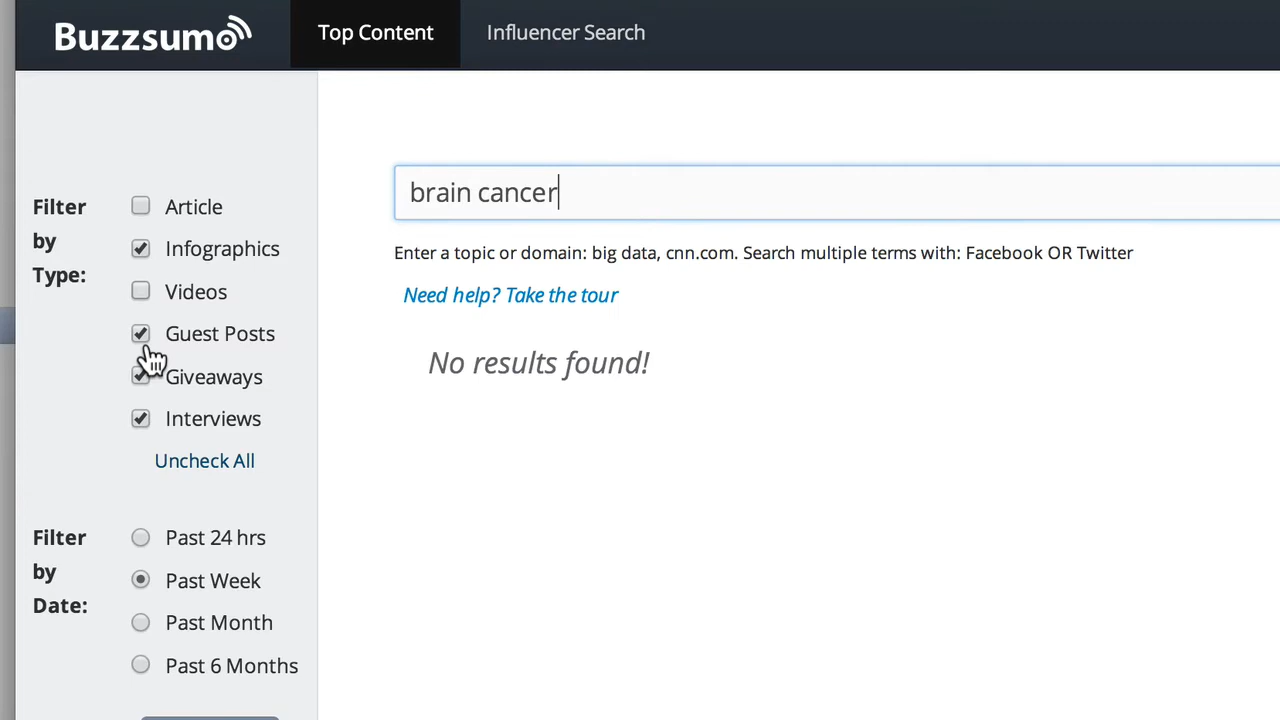 Buzzsumo
Top Content
Influencer Search
brain cancer
Enter a topic or domain: big data, cnn.com. Search multiple terms with: Facebook OR Twitter
Need help? Take the tour
No results found!
Filter
by
Type:
Article
Infographics
Videos
Guest Posts
Giveaways
Interviews
Uncheck All
Filter
by
Date:
Past 24 hrs
Past Week
Past Month
Past 6 Months